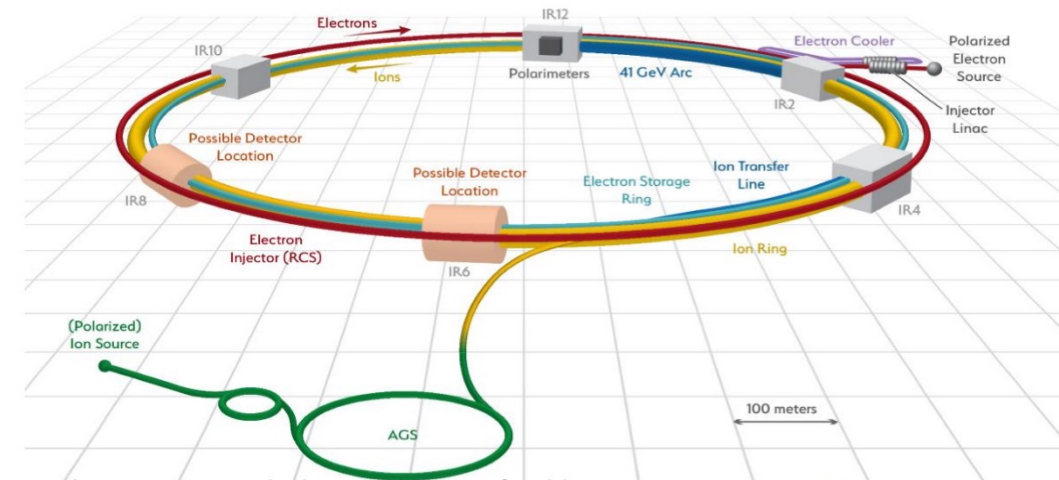 IR12
Electrons
IR10
Ions
Polarimeters
41 GeV Arc
Electron Cooler
Polarized
Electron
Source
IR2
Injector
Linac
Possible Detector
Location
Possible Detector
Location
Ion Transfer
Line
Electron Storage
Ring
IR8
IR4
Electron
Injector (RCS)
Ion Ring
IR6
(Polarized)
Ion Source
100 meters
AGS